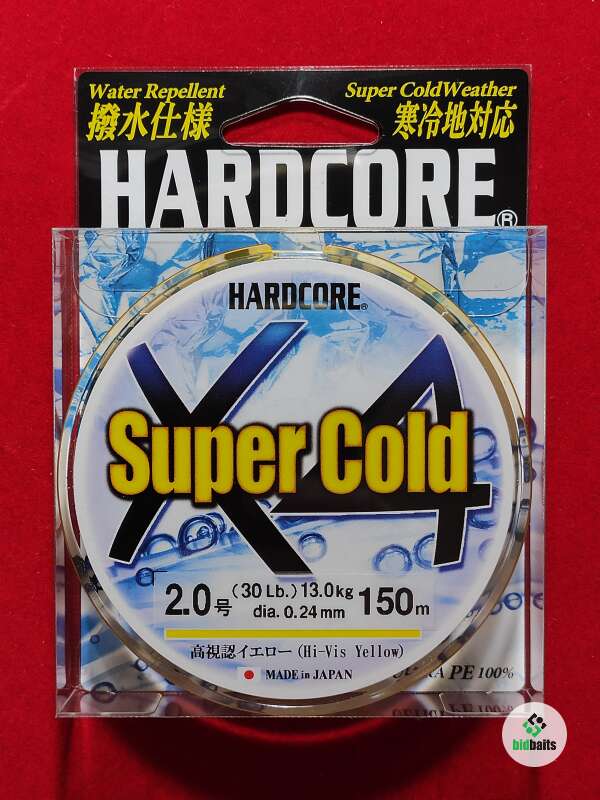 Water Repellent
撥水仕様
Super ColdWeather
寒冷地対応
HARDCORE®
HARDCORE®
X4
Super Cold
2.0号 (30 Lb.) 13.0kg dia. 0.24mm 150m
高視認イエロー(Hi-Vis Yellow)
MADE in JAPAN
PE 100%
bidbaits